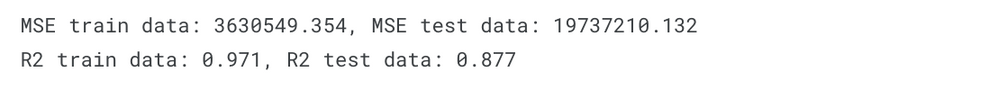 MSE train data: 3630549.354, MSE test data: 19737210.132
R2 train data: 0.971, R2 test data: 0.877